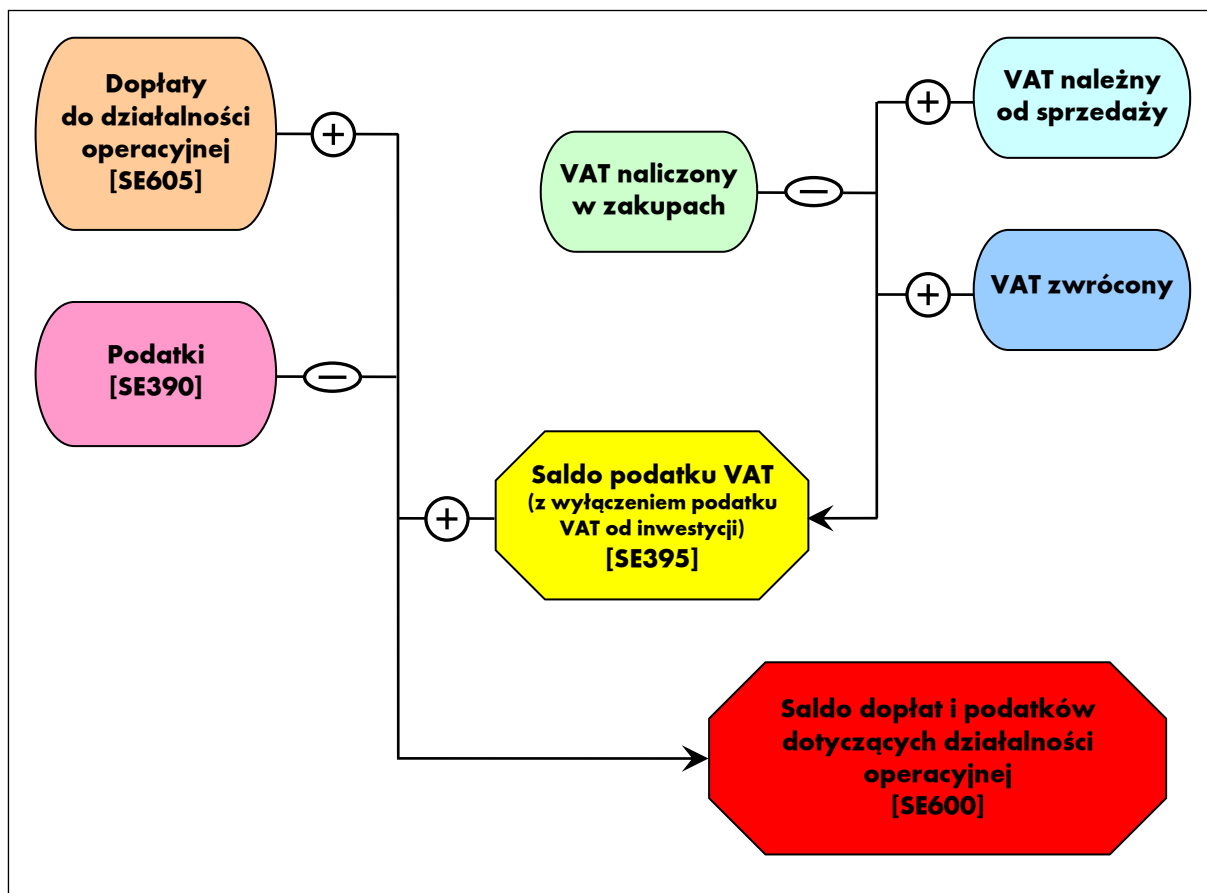 Dopłaty
do działalności
operacyjnej
[SE605]
+
VAT należny
od sprzedaży
+
VAT naliczony
w zakupach
−
VAT zwrócony
+
Podatki
[SE390]
−
Saldo podatku VAT
(z wyłączeniem podatku
VAT od inwestycji)
[SE395]
+
Saldo dopłat i podatków
dotyczących działalności
operacyjnej
[SE600]